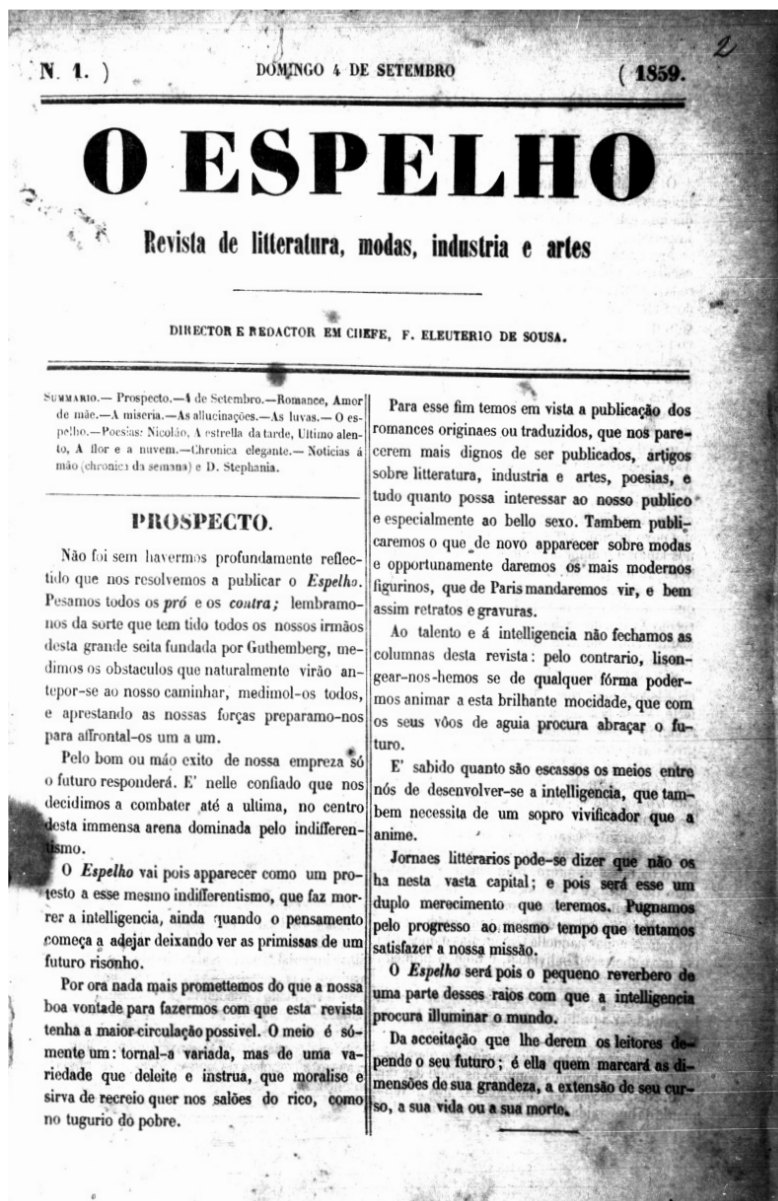 2
N. 1. )
DOMINGO 4 DE SETEMBRO
( 1859.
O ESPELHO
Revista de litteratura, modas, industria e artes
DIRECTOR E REDACTOR EM CHEFE, F. ELEUTERIO DE SOUSA.
SUMMARIO.— Prospecto.—4 de Setembro.—Romance, Amor
de mãe.—A miseria.—As allucinações.—As luvas.— O es-
pelho.—Poesias: Nicoláo, A estrella da tarde, Ultimo alen-
to, A flor e a nuvem.—Chronica elegante.— Noticias á
mão (chronica da semana) e D. Stephania.
PROSPECTO.
Não foi sem havermos profundamente reflec-
tido que nos resolvemos a publicar o Espelho.
Pesamos todos os pró e os contra; lembramo-
nos da sorte que tem tido todos os nossos irmãos
desta grande seita fundada por Guthemberg, me-
dimos os obstaculos que naturalmente virão an-
tepor-se ao nosso caminhar, medimol-os todos,
e aprestando as nossas forças preparamo-nos
para affrontal-os um a um.
Pelo bom ou máo exito de nossa empreza só
o futuro responderá. E' nelle confiado que nos
decidimos a combater até a ultima, no centro
desta immensa arena dominada pelo indifferen-
tismo.
O Espelho vai pois apparecer como um pro-
testo a esse mesmo indifferentismo, que faz mor-
rer a intelligencia, ainda quando o pensamento
começa a adejar deixando ver as primissas de um
futuro risonho.
Por ora nada mais promettemos do que a nossa
boa vontade para fazermos com que esta revista
tenha a maior circulação possivel. O meio é só-
mente um: tornal-a variada, mas de uma va-
riedade que deleite e instrua, que moralise e
sirva de recreio quer nos salões do rico, como
no tugurio do pobre.
Para esse fim temos em vista a publicação dos
romances originaes ou traduzidos, que nos pare-
cerem mais dignos de ser publicados, artigos
sobre litteratura, industria e artes, poesias, e
tudo quanto possa interessar ao nosso publico
e especialmente ao bello sexo. Tambem publi-
caremos o que de novo apparecer sobre modas
e opportunamente daremos os mais modernos
figurinos, que de Paris mandaremos vir, e bem
assim retratos e gravuras.
Ao talento e á intelligencia não fechamos as
columnas desta revista: pelo contrario, lison-
gear-nos-hemos se de qualquer fórma poder-
mos animar a esta brilhante mocidade, que com
os seus vôos de aguia procura abraçar o fu-
turo.
E' sabido quanto são escassos os meios entre
nós de desenvolver-se a intelligencia, que tam-
bem necessita de um sopro vivificador que a
anime.
Jornaes litterarios pode-se dizer que não os
ha nesta vasta capital; e pois será esse um
duplo merecimento que teremos. Pugnamos
pelo progresso ao mesmo tempo que tentamos
satisfazer a nossa missão.
O Espelho será pois o pequeno reverbero de
uma parte desses raios com que a intelligencia
procura illuminar o mundo.
Da acceitação que lhe derem os leitores de-
pende o seu futuro; é ella quem marcará as di-
mensões de sua grandeza, a extensão de seu cur-
so, a sua vida ou a sua morte.